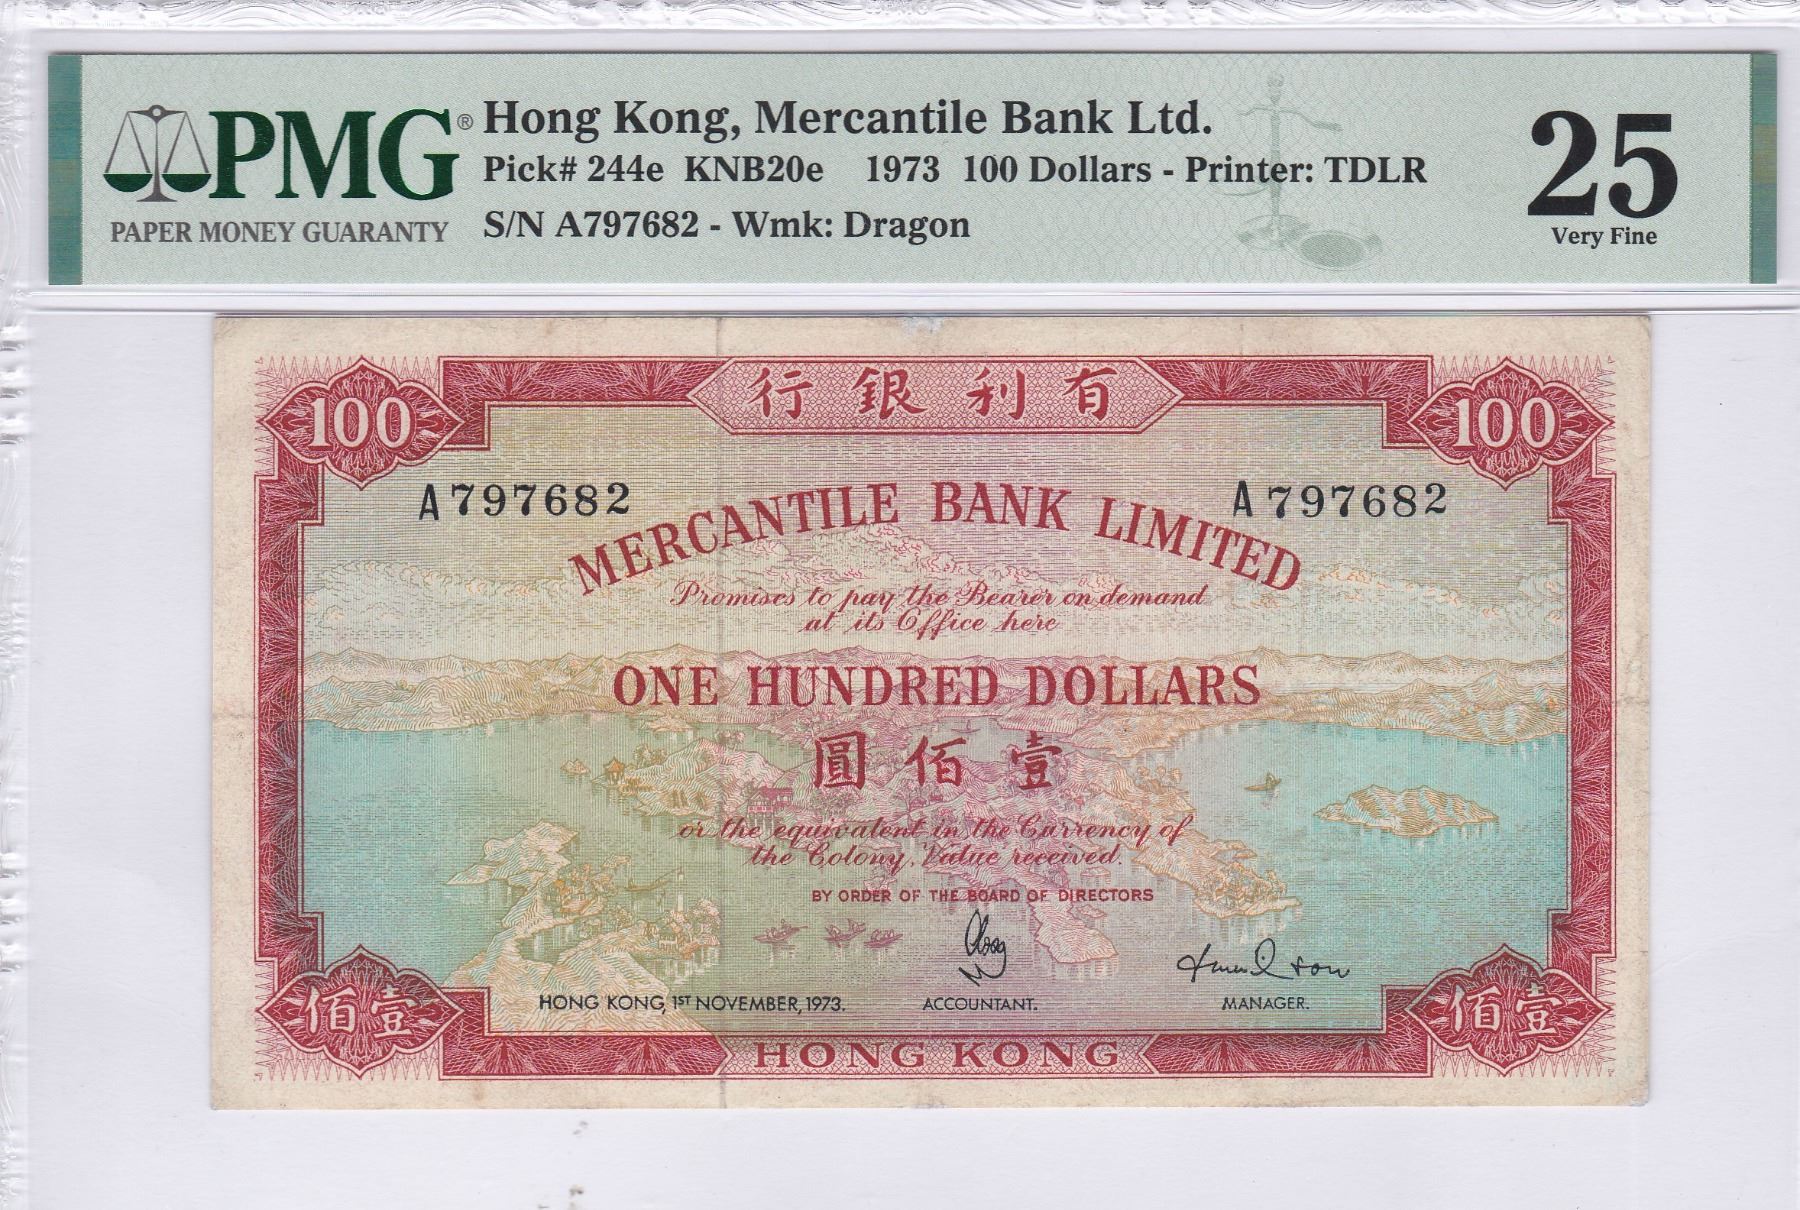 PMG®
PAPER MONEY GUARANTY
Hong Kong, Mercantile Bank Ltd.
Pick# 244e KNB20e 1973 100 Dollars - Printer: TDLR
S/N A797682 - Wmk: Dragon
25
Very Fine
行銀利有
100
100
A797682
A797682
MERCANTILE BANK LIMITED
Promises to pay the Bearer on demand
at its Office here
ONE HUNDRED DOLLARS
圓佰壹
or the equivalent in the Currency of
the Colony, Value received.
BY ORDER OF THE BOARD OF DIRECTORS
HONG KONG, 1ST NOVEMBER, 1973.
ACCOUNTANT.
MANAGER.
佰壹
佰壹
HONG KONG